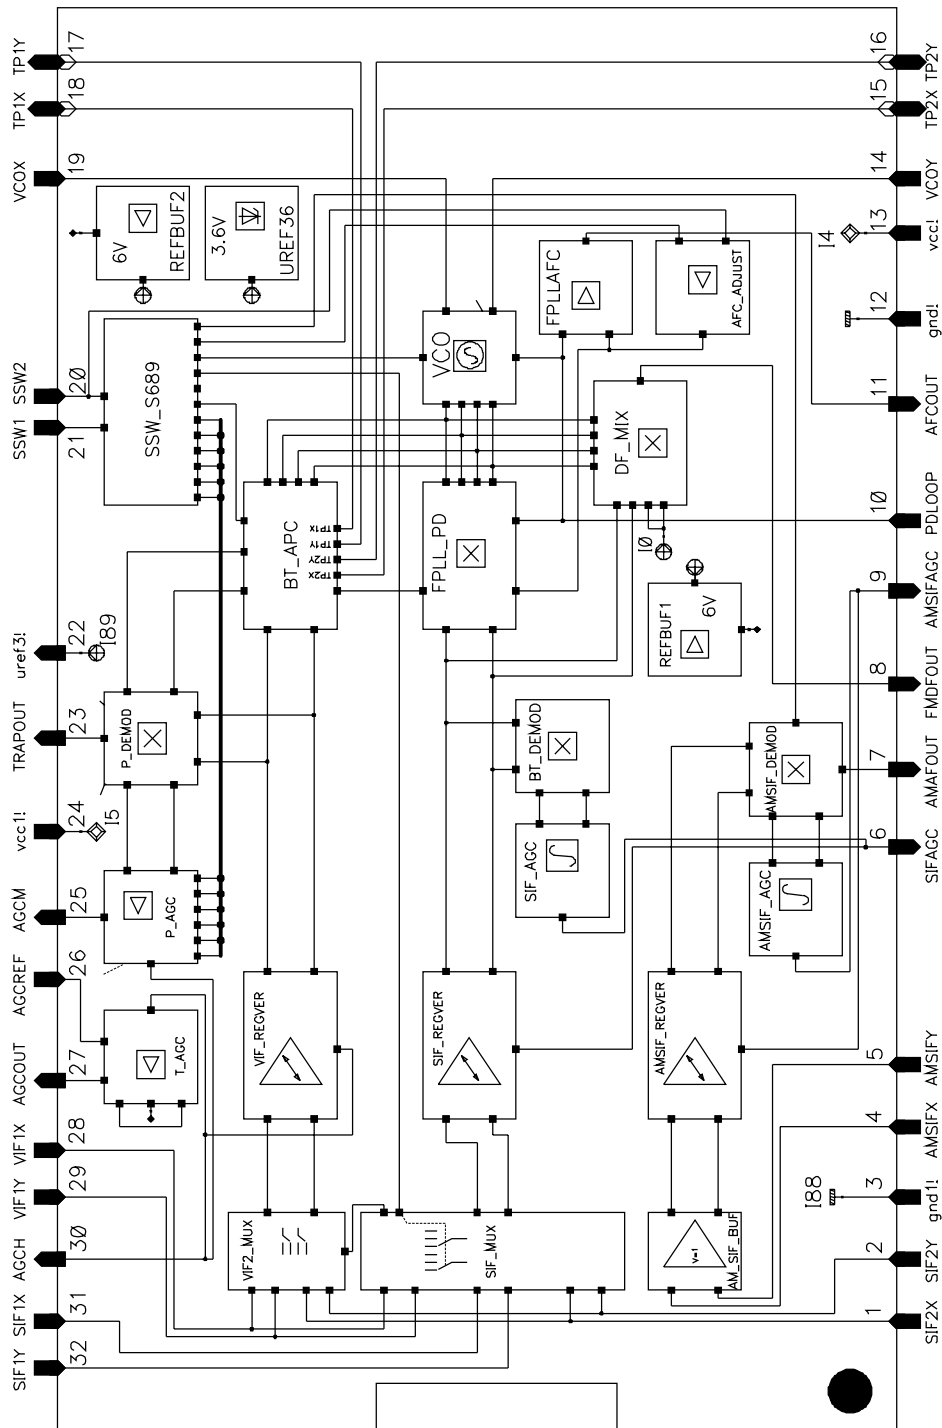 TP1Y 17
TP1X 18
VCOX 19
SSW2 20
SSW1 21
uref3! 22
I89
TRAPOUT 23
vcc1! 24
I5
AGCM 25
AGCREF 26
AGCOUT 27
VIF1X 28
VIF1Y 29
AGCH 30
SIF1X 31
SIF1Y 32
16 TP2Y
15 TP2X
14 VCOY
13 vcc!
I4
12 gnd!
11 AFCOUT
10 PDLOOP
9 AMSIFAGC
8 FMDFOUT
7 AMAFOUT
6 SIFAGC
5 AMSIFY
4 AMSIFX
3 gnd1!
I88
2 SIF2Y
1 SIF2X
6V
REFBUF2
3.6V
UREF36
SSW_S689
VCO
FPLLAFC
AFC_ADJUST
DF_MIX
I0
BT_APC
TP1X
TP1Y
TP2Y
TP2X
FPLL_PD
REFBUF1
6V
P_DEMOD
BT_DEMOD
AMSIF_DEMOD
P_AGC
SIF_AGC
AMSIF_AGC
T_AGC
VIF_REGVER
SIF_REGVER
AMSIF_REGVER
VIF2_MUX
SIF_MUX
v=1
AM_SIF_BUF